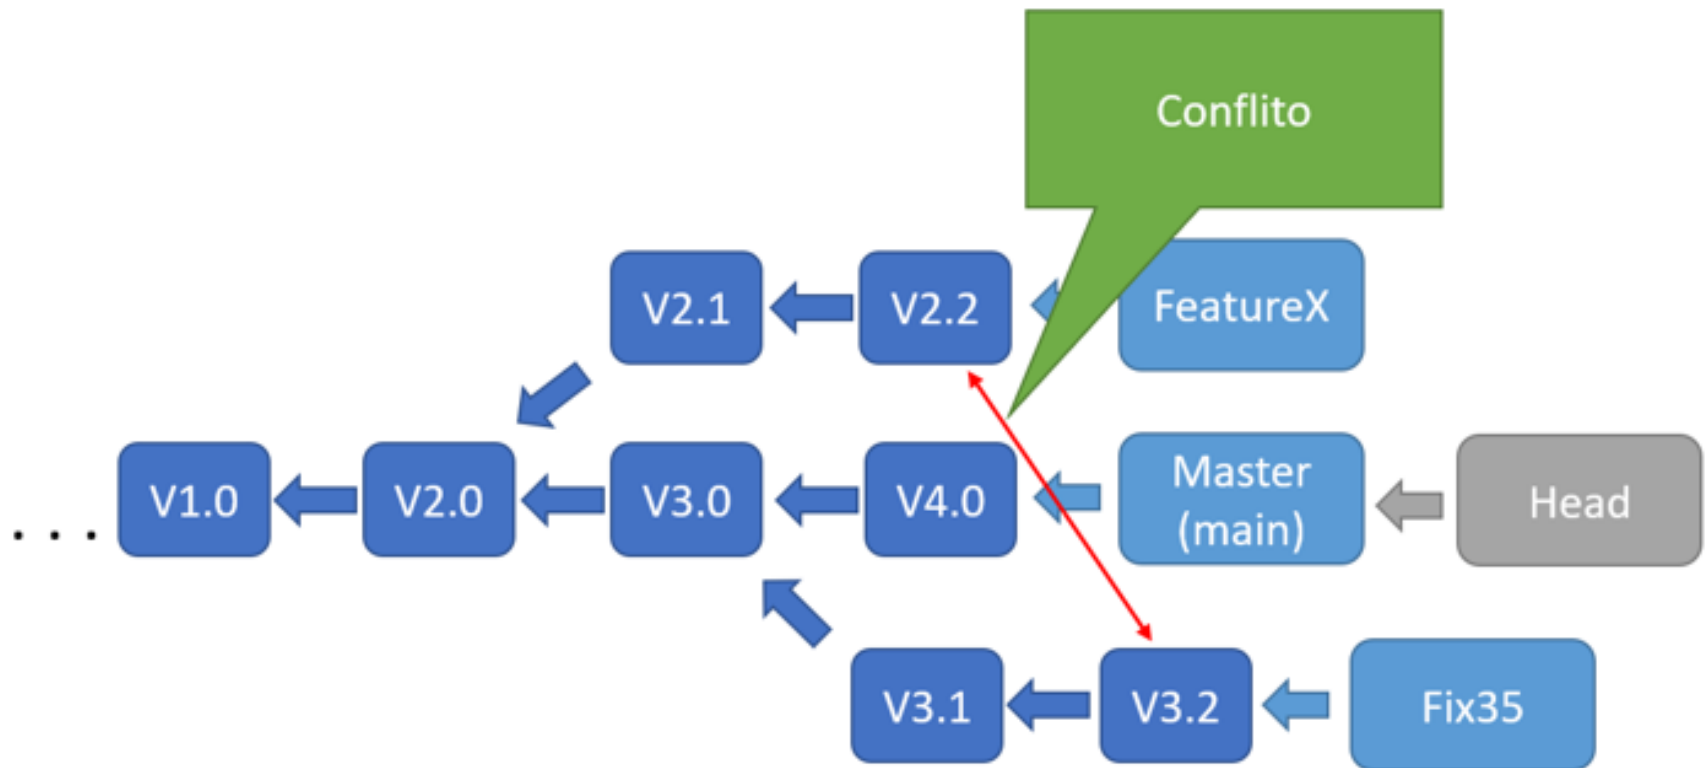 Conflito
V2.1
V2.2
FeatureX
V1.0
V2.0
V3.0
V4.0
Master
(main)
Head
. . .
V3.1
V3.2
Fix35